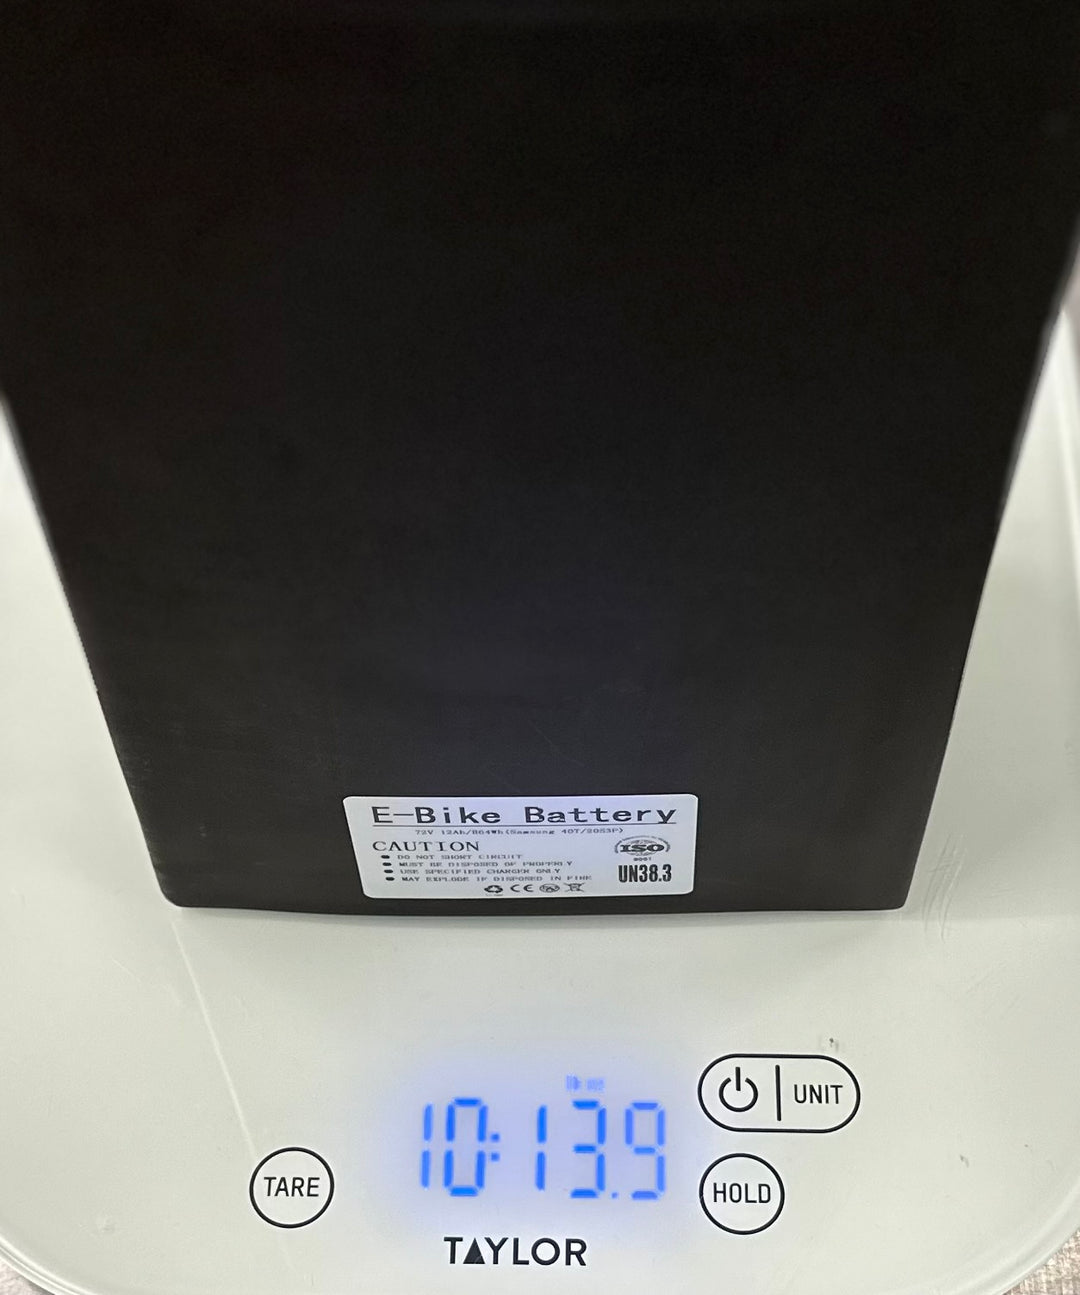 E-Bike Battery
72V 12Ah/864Wh(Samsung 40T/20S3P)
CAUTION
DO NOT SHORT CIRCUIT
MUST BE DISPOSED OF PROPERLY
USE SPECIFIED CHARGER ONLY
MAY EXPLODE IF DISPOSED IN FIRE
ISO
9001
UN38.3
CE
10:13.9
UNIT
TARE
HOLD
TAYLOR